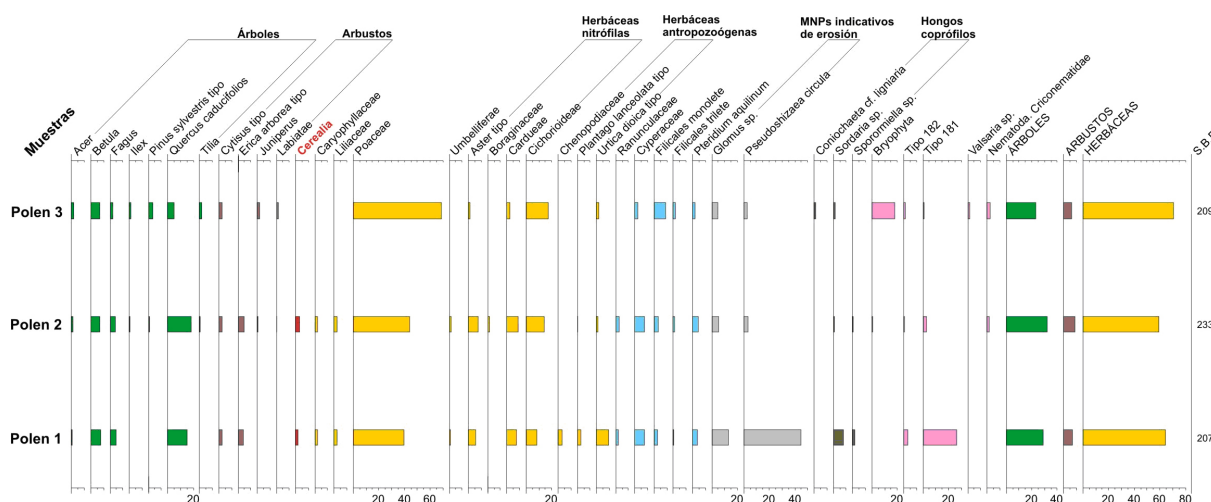 Árboles
Arbustos
Herbáceas
nitrófilas
Herbáceas
antropozoógenas
MNPs indicativos
de erosión
Hongos
coprófilos
Muestras
Acer
Betula
Fagus
Ilex
Pinus sylvestris tipo
Quercus caducifolios
Tilia
Cytisus tipo
Erica arborea tipo
Juniperus
Labiatae
Cerealia
Caryophyllaceae
Liliaceae
Poaceae
Umbelliferae
Aster tipo
Boraginaceae
Cardueae
Cichorioideae
Chenopodiaceae
Plantago lanceolata tipo
Urtica dioica tipo
Ranunculaceae
Cyperaceae
Filicales monolete
Filicales trilete
Pteridium aquilinum
Glomus sp.
Pseudoshizaea circula
Coniochaeta cf. ligniaria
Sordaria sp.
Sporormiella sp.
Bryophyta
Tipo 182
Tipo 181
Valsaria sp.
Nematoda. Criconematidae
ÁRBOLES
ARBUSTOS
HERBÁCEAS
Polen 3
209
Polen 2
233
Polen 1
207
20 20 40 60 20 20 20 40 20 20 20 40 20 20 40 60 80